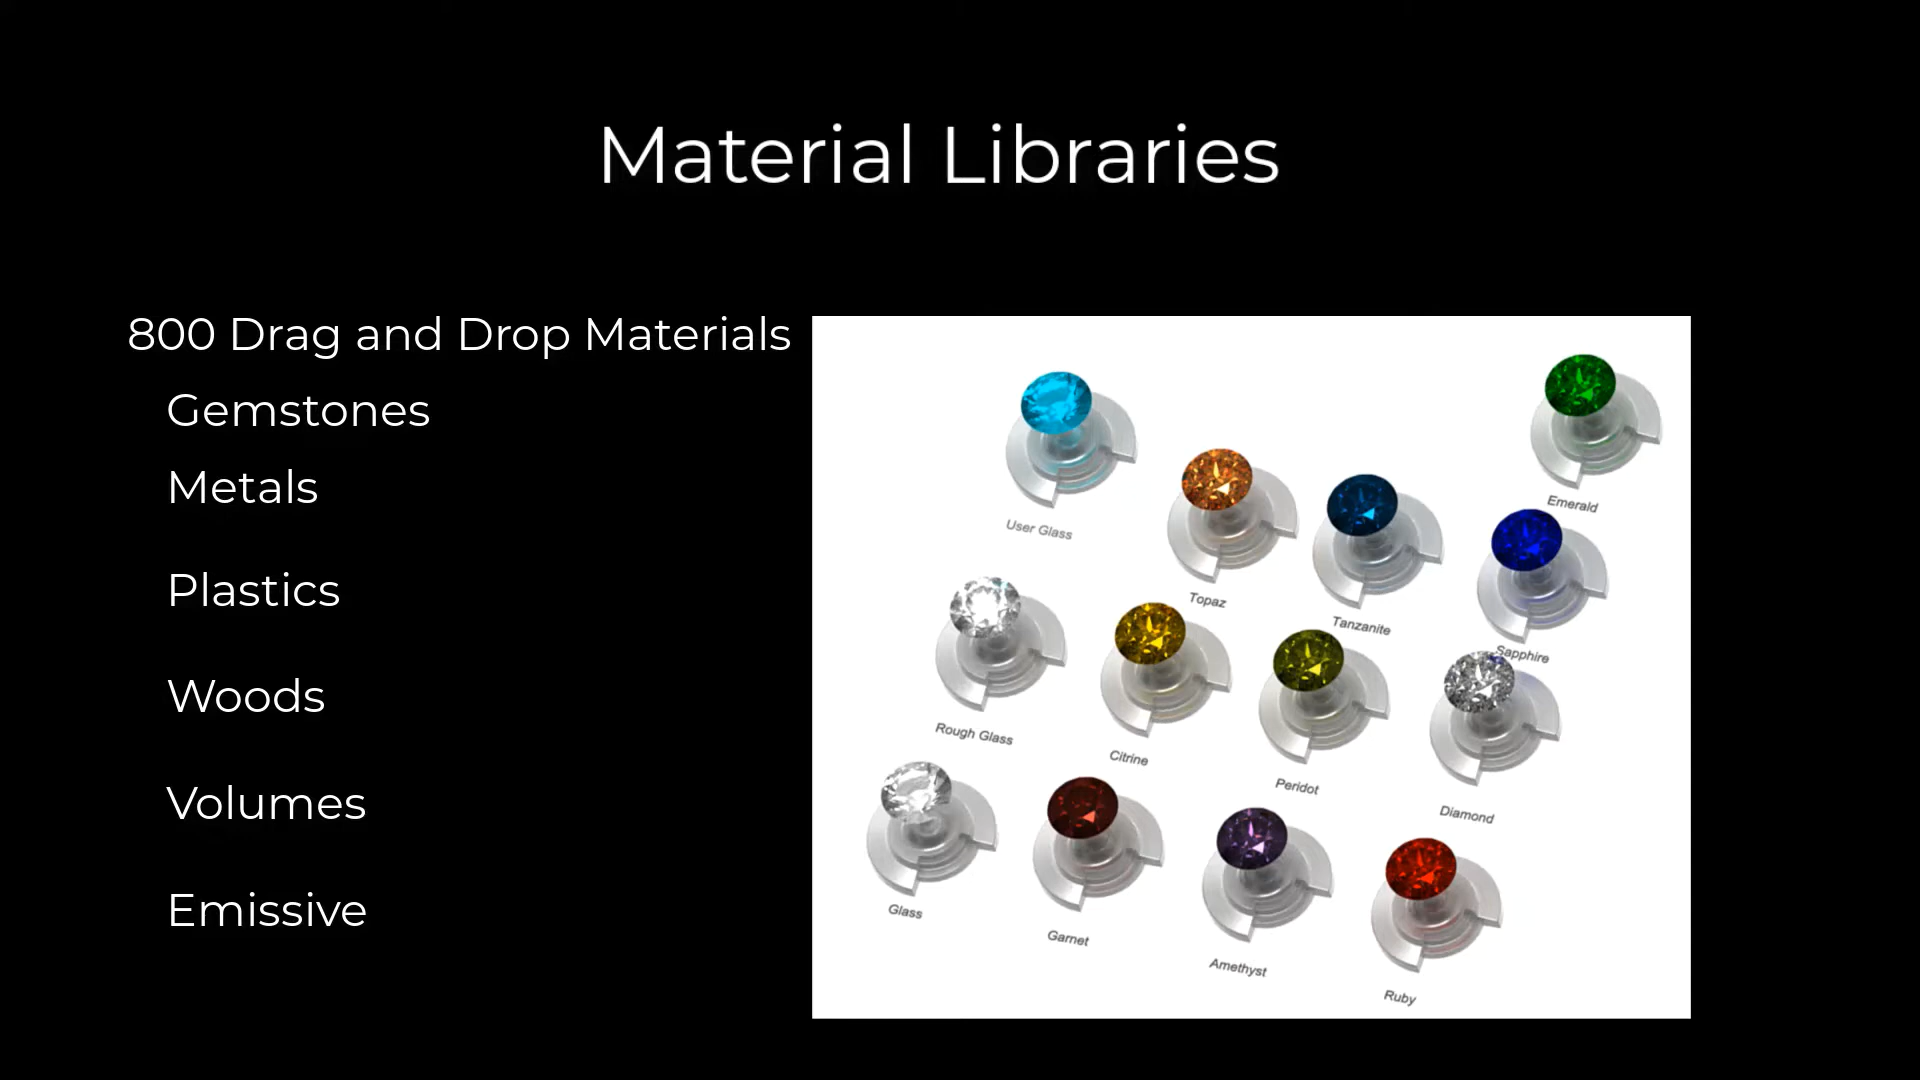 Material Libraries
800 Drag and Drop Materials
Gemstones
Metals
Plastics
Woods
Volumes
Emissive
User Glass
Emerald
Topaz
Tanzanite
Sapphire
Rough Glass
Citrine
Peridot
Diamond
Glass
Garnet
Amethyst
Ruby